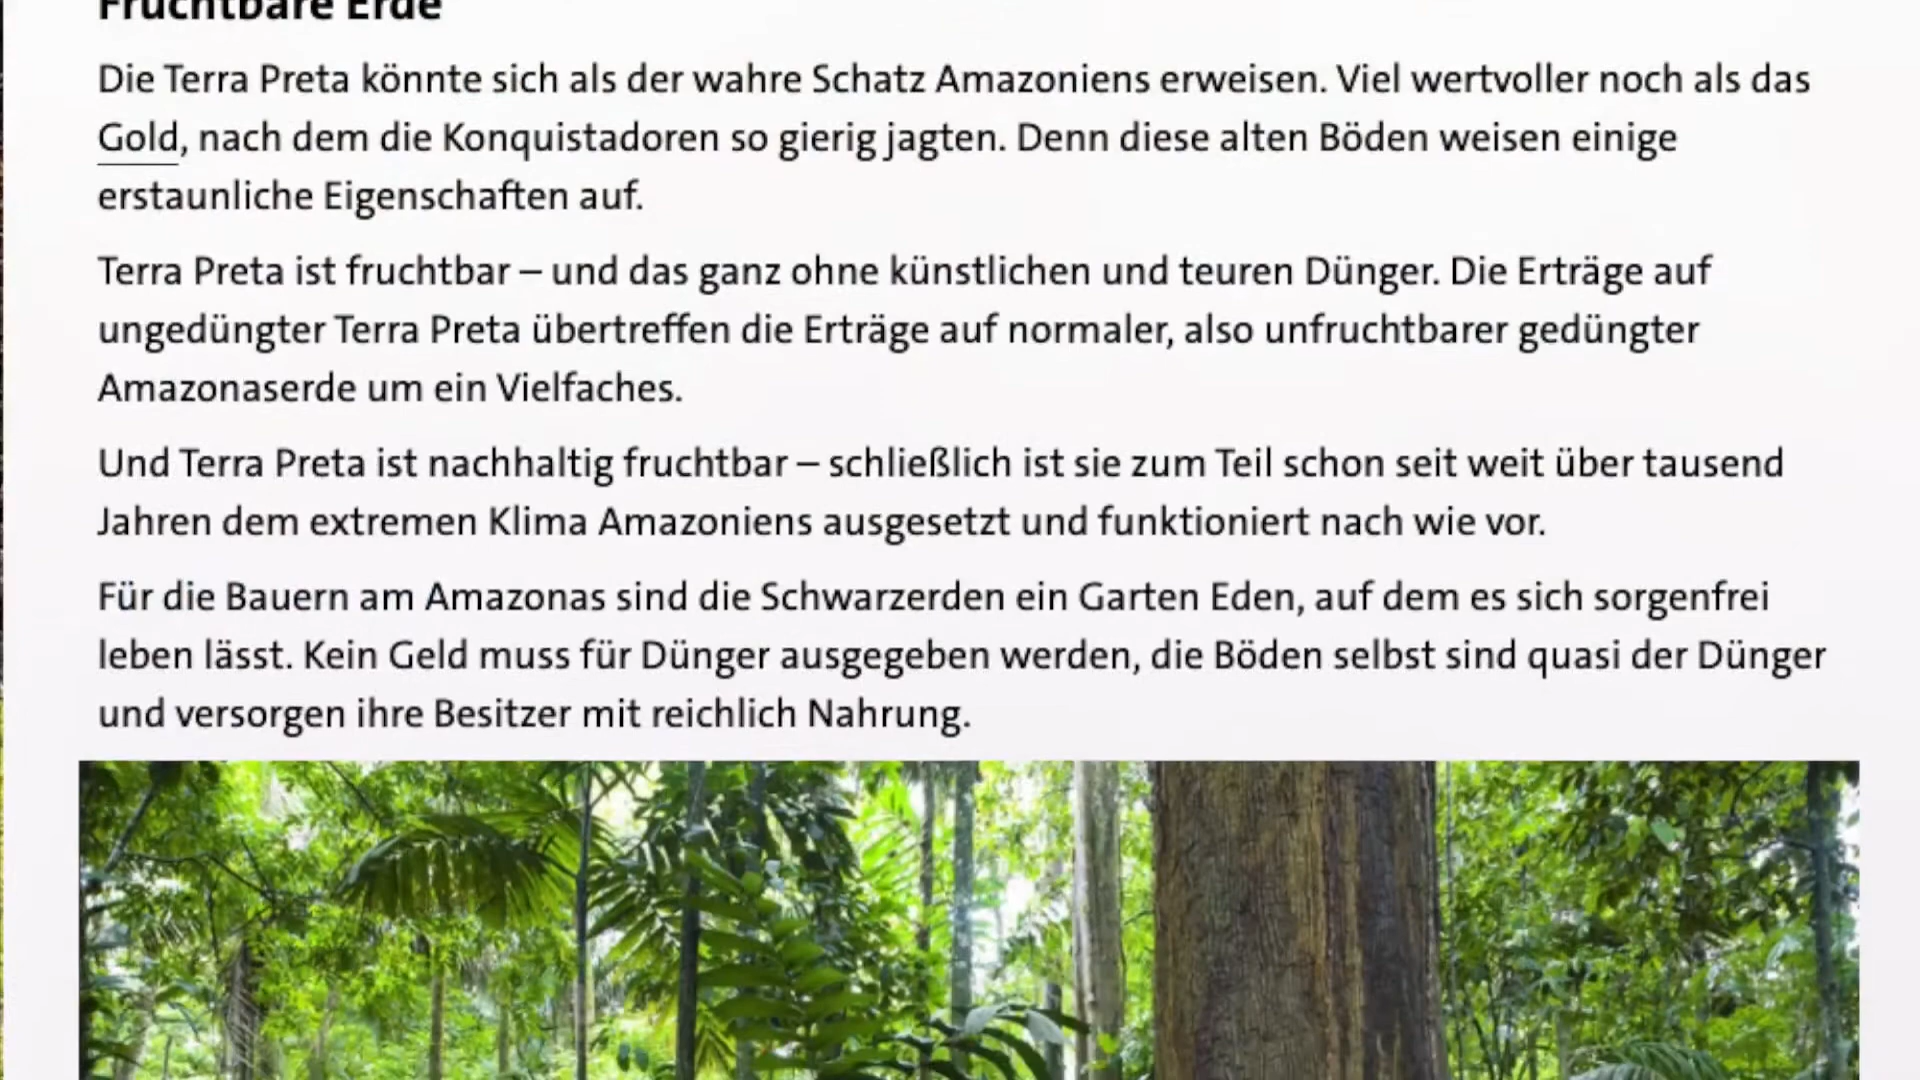 Fruchtbare Erde
Die Terra Preta könnte sich als der wahre Schatz Amazoniens erweisen. Viel wertvoller noch als das
Gold, nach dem die Konquistadoren so gierig jagten. Denn diese alten Böden weisen einige
erstaunliche Eigenschaften auf.
Terra Preta ist fruchtbar – und das ganz ohne künstlichen und teuren Dünger. Die Erträge auf
ungedüngter Terra Preta übertreffen die Erträge auf normaler, also unfruchtbarer gedüngter
Amazonaserde um ein Vielfaches.
Und Terra Preta ist nachhaltig fruchtbar – schließlich ist sie zum Teil schon seit weit über tausend
Jahren dem extremen Klima Amazoniens ausgesetzt und funktioniert nach wie vor.
Für die Bauern am Amazonas sind die Schwarzerden ein Garten Eden, auf dem es sich sorgenfrei
leben lässt. Kein Geld muss für Dünger ausgegeben werden, die Böden selbst sind quasi der Dünger
und versorgen ihre Besitzer mit reichlich Nahrung.